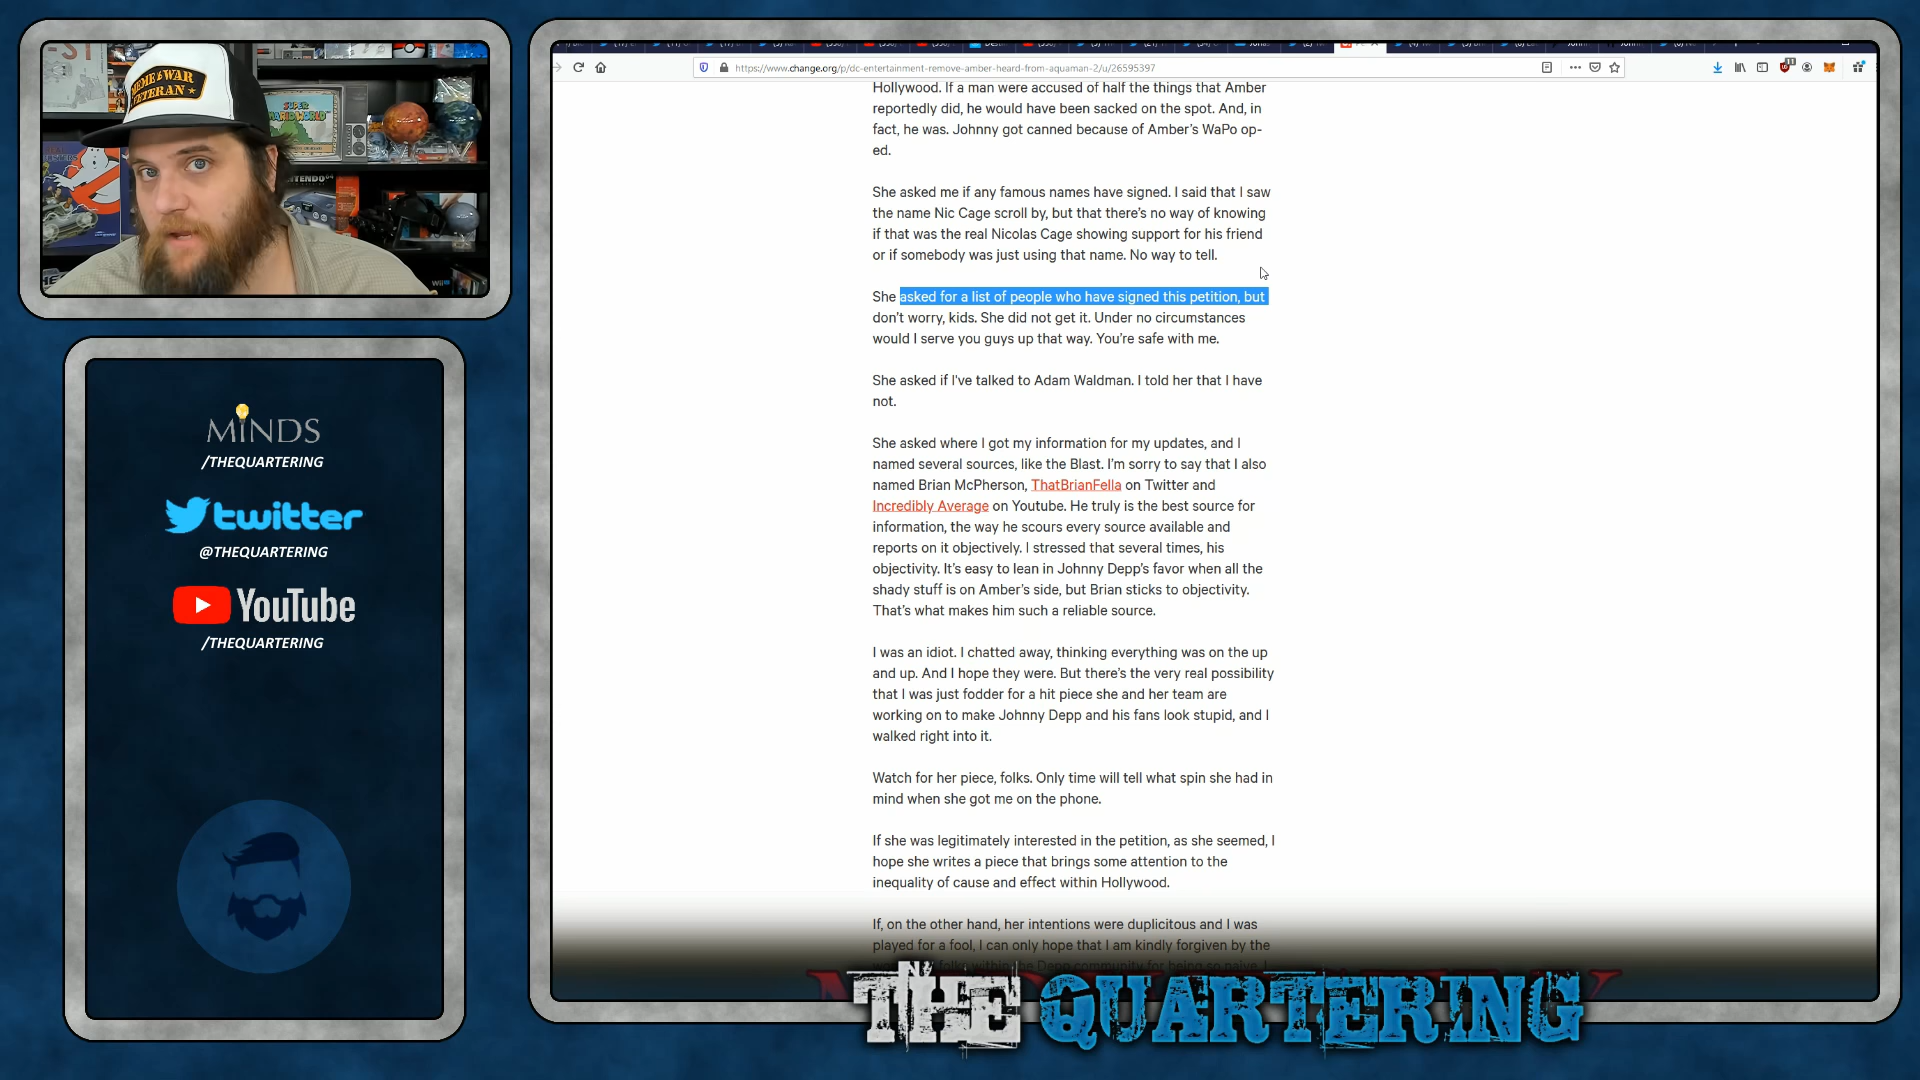 MEME WAR
VETERAN
SUPER
MARIO WORLD
NINTENDO
Wii
MINDS
/THEQUARTERING
twitter
@THEQUARTERING
YouTube
/THEQUARTERING
https://www.change.org/p/dc-entertainment-remove-amber-heard-from-aquaman-2/u/26595397
Hollywood. If a man were accused of half the things that Amber
reportedly did, he would have been sacked on the spot. And, in
fact, he was. Johnny got canned because of Amber's WaPo op-
ed.
She asked me if any famous names have signed. I said that I saw
the name Nic Cage scroll by, but that there's no way of knowing
if that was the real Nicolas Cage showing support for his friend
or if somebody was just using that name. No way to tell.
She asked for a list of people who have signed this petition, but
don't worry, kids. She did not get it. Under no circumstances
would I serve you guys up that way. You're safe with me.
She asked if I've talked to Adam Waldman. I told her that I have
not.
She asked where I got my information for my updates, and I
named several sources, like the Blast. I'm sorry to say that I also
named Brian McPherson, ThatBrianFella on Twitter and
Incredibly Average on Youtube. He truly is the best source for
information, the way he scours every source available and
reports on it objectively. I stressed that several times, his
objectivity. It's easy to lean in Johnny Depp's favor when all the
shady stuff is on Amber's side, but Brian sticks to objectivity.
That's what makes him such a reliable source.
I was an idiot. I chatted away, thinking everything was on the up
and up. And I hope they were. But there's the very real possibility
that I was just fodder for a hit piece she and her team are
working on to make Johnny Depp and his fans look stupid, and I
walked right into it.
Watch for her piece, folks. Only time will tell what spin she had in
mind when she got me on the phone.
If she was legitimately interested in the petition, as she seemed, I
hope she writes a piece that brings some attention to the
inequality of cause and effect within Hollywood.
If, on the other hand, her intentions were duplicitous and I was
played for a fool, I can only hope that I am kindly forgiven by the
folks within the Depp community for being so naive. I
THE QUARTERING